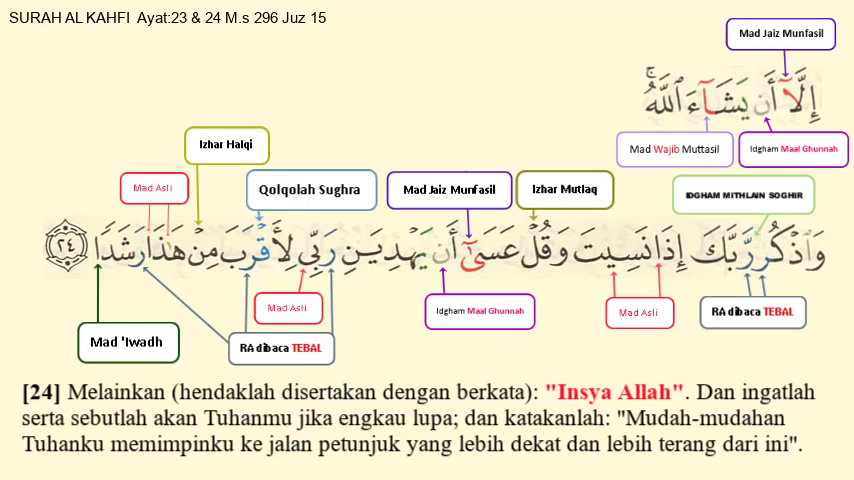 SURAH AL KAHFI Ayat:23 & 24 M.s 296 Juz 15
Mad Jaiz Munfasil
إِلَّآ أَن يَشَآءَ ٱللَّهُ ۚ
Mad Wajib Muttasil
Idgham Maal Ghunnah
Izhar Halqi
Mad Asli
Qolqolah Sughra
Mad Jaiz Munfasil
Izhar Mutlaq
IDGHAM MITHLAIN SOGHIR
وَٱذْكُر رَّبَّكَ إِذَا نَسِيتَ وَقُلْ عَسَىٰٓ أَن يَهْدِيَنِ رَبِّي لِأَقْرَبَ مِنْ هَٰذَا رَشَدًا ٢٤
Mad Asli
Idgham Maal Ghunnah
Mad Asli
RA dibaca TEBAL
Mad 'Iwadh
RA dibaca TEBAL
[24] Melainkan (hendaklah disertakan dengan berkata): "Insya Allah". Dan ingatlah
serta sebutlah akan Tuhanmu jika engkau lupa; dan katakanlah: "Mudah-mudahan
Tuhanku memimpinku ke jalan petunjuk yang lebih dekat dan lebih terang dari ini".